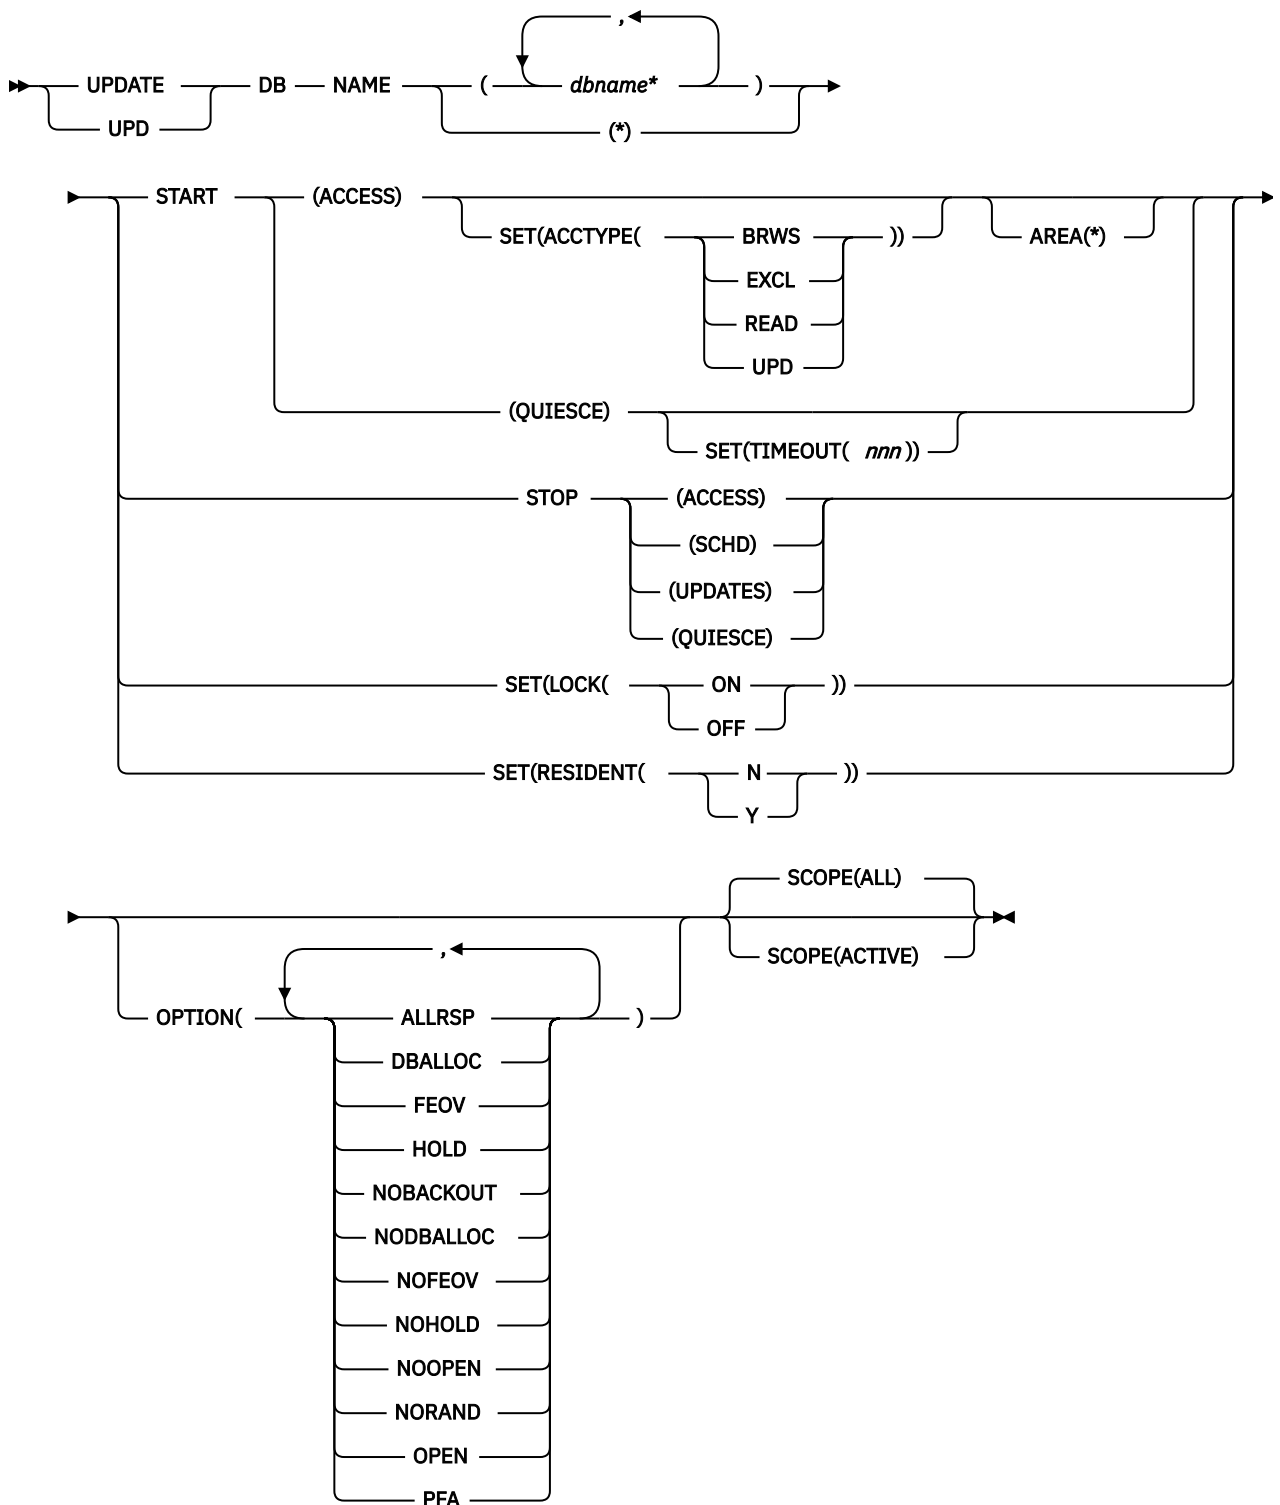 ,
UPDATE DB NAME ( dbname* )
UPD (*)
START (ACCESS)
SET(ACCTYPE( BRWS )) AREA(*)
EXCL
READ
UPD
(QUIESCE)
SET(TIMEOUT( nnn ))
STOP (ACCESS)
(SCHD)
(UPDATES)
(QUIESCE)
SET(LOCK( ON ))
OFF
SET(RESIDENT( N ))
Y
SCOPE(ALL)
,
SCOPE(ACTIVE)
OPTION( ALLRSP )
DBALLOC
FEOV
HOLD
NOBACKOUT
NODBALLOC
NOFEOV
NOHOLD
NOOPEN
NORAND
OPEN
PFA